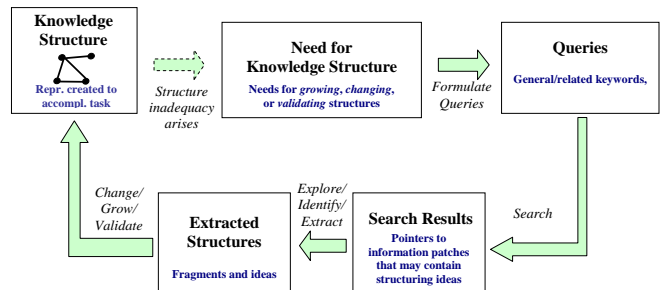 Knowledge
Structure
Repr. created to
accompl. task
Structure
inadequacy
arises
Need for
Knowledge Structure
Needs for growing, changing,
or validating structures
Formulate
Queries
Queries
General/related keywords,
Search
Search Results
Pointers to
information patches
that may contain
structuring ideas
Explore/
Identify/
Extract
Extracted
Structures
Fragments and ideas
Change/
Grow/
Validate